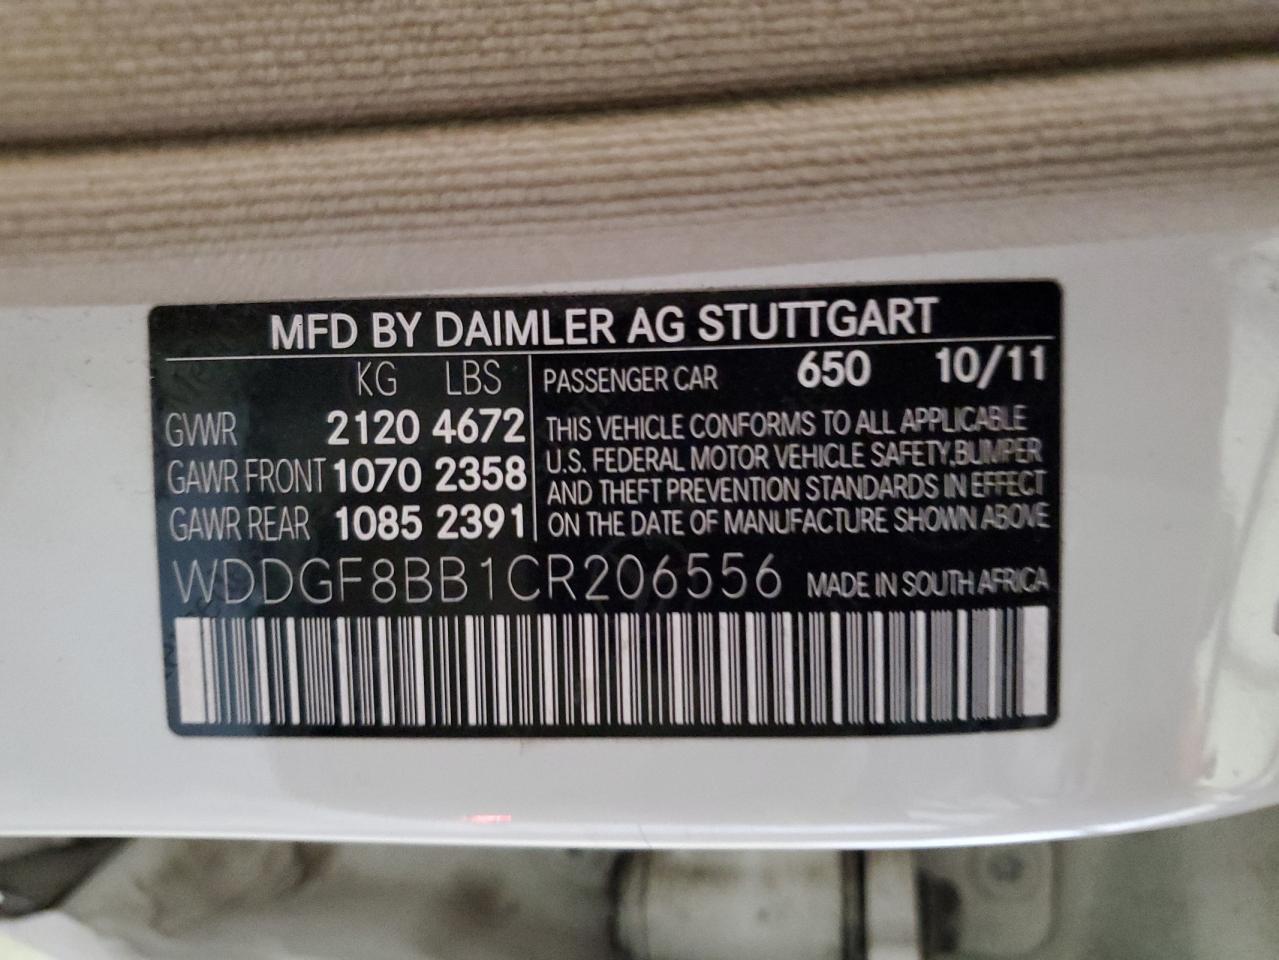 MFD BY DAIMLER AG STUTTGART
KG LBS
GVWR 2120 4672
GAWR FRONT 1070 2358
GAWR REAR 1085 2391
PASSENGER CAR 650 10/11
THIS VEHICLE CONFORMS TO ALL APPLICABLE
U.S. FEDERAL MOTOR VEHICLE SAFETY, BUMPER
AND THEFT PREVENTION STANDARDS IN EFFECT
ON THE DATE OF MANUFACTURE SHOWN ABOVE
WDDGF8BB1CR206556 MADE IN SOUTH AFRICA